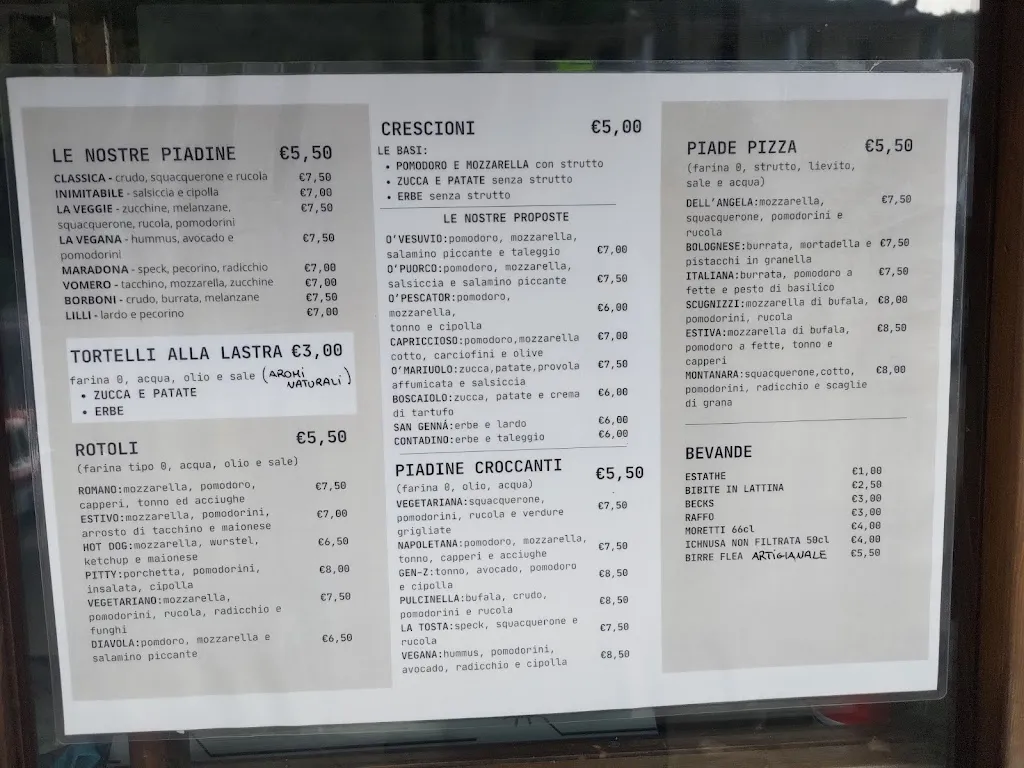 LE NOSTRE PIADINE €5,50
CLASSICA - crudo, squacquerone e rucola €7,50
INIMITABILE - salsiccia e cipolla €7,00
LA VEGGIE - zucchine, melanzane, €7,50
squacquerone, rucola, pomodorini
LA VEGANA - hummus, avocado e €7,50
pomodorini
MARADONA - speck, pecorino, radicchio €7,00
VOMERO - tacchino, mozzarella, zucchine €7,00
BORBONI - crudo, burrata, melanzane €7,50
LILLI - lardo e pecorino €7,00
TORTELLI ALLA LASTRA €3,00
farina 0, acqua, olio e sale (AROMI
NATURALI)
• ZUCCA E PATATE
• ERBE
ROTOLI €5,50
(farina tipo 0, acqua, olio e sale)
ROMANO:mozzarella, pomodoro, €7,50
capperi, tonno ed acciughe
ESTIVO:mozzarella, pomodorini, €7,00
arrosto di tacchino e maionese
HOT DOG:mozzarella, wurstel, €6,50
ketchup e maionese
PITTY:porchetta, pomodorini, €8,00
insalata, cipolla
VEGETARIANO:mozzarella, €7,50
pomodorini, rucola, radicchio e
funghi
DIAVOLA:pomdoro, mozzarella e €6,50
salamino piccante
CRESCIONI €5,00
LE BASI:
• POMODORO E MOZZARELLA con strutto
• ZUCCA E PATATE senza strutto
• ERBE senza strutto
LE NOSTRE PROPOSTE
O'VESUVIO:pomodoro, mozzarella,
salamino piccante e taleggio €7,00
O'PUORCO:pomodoro, mozzarella,
salsiccia e salamino piccante €7,50
O'PESCATOR:pomodoro,
mozzarella, €6,00
tonno e cipolla
CAPRICCIOSO:pomodoro,mozzarella €7,00
cotto, carciofini e olive
O'MARIUOLO:zucca,patate,provola €7,50
affumicata e salsiccia
BOSCAIOLO:zucca, patate e crema €6,00
di tartufo
SAN GENNÁ:erbe e lardo €6,00
CONTADINO:erbe e taleggio €6,00
PIADINE CROCCANTI €5,50
(farina 0, olio, acqua)
VEGETARIANA:squacquerone, €7,50
pomodorini, rucola e verdure
grigliite
NAPOLETANA:pomodoro, mozzarella, €7,50
tonno, capperi e acciughe
GEN-Z:tonno, avocado, pomodoro €8,50
e cipolla
PULCINELLA:bufala, crudo, €8,50
pomodorini e rucola
LA TOSTA:speck, squacquerone e €7,50
rucola
VEGANA:hummus, pomodorini, €8,50
avocado, radicchio e cipolla
PIADE PIZZA €5,50
(farina 0, strutto, lievito,
sale e acqua)
DELL'ANGELA:mozzarella, €7,50
squacquerone, pomodorini e
rucola
BOLOGNESE:burrata, mortadella e €7,50
pistacchi in granella
ITALIANA:burrata, pomodoro a €7,50
fette e pesto di basilico
SCUGNIZZI:mozzarella di bufala, €8,00
pomodorini, rucola
ESTIVA:mozzarella di bufala, €8,50
pomodoro a fette, tonno e
capperi
MONTANARA:squacquerone,cotto, €8,00
pomodorini, radicchio e scaglie
di grana
BEVANDE
ESTATHE €1,00
BIBITE IN LATTINA €2,50
BECKS €3,00
RAFFO €3,00
MORETTI 66cl €4,00
ICHNUSA NON FILTRATA 50cl €4,00
BIRRE FLEA ARTIGIANALE €5,50